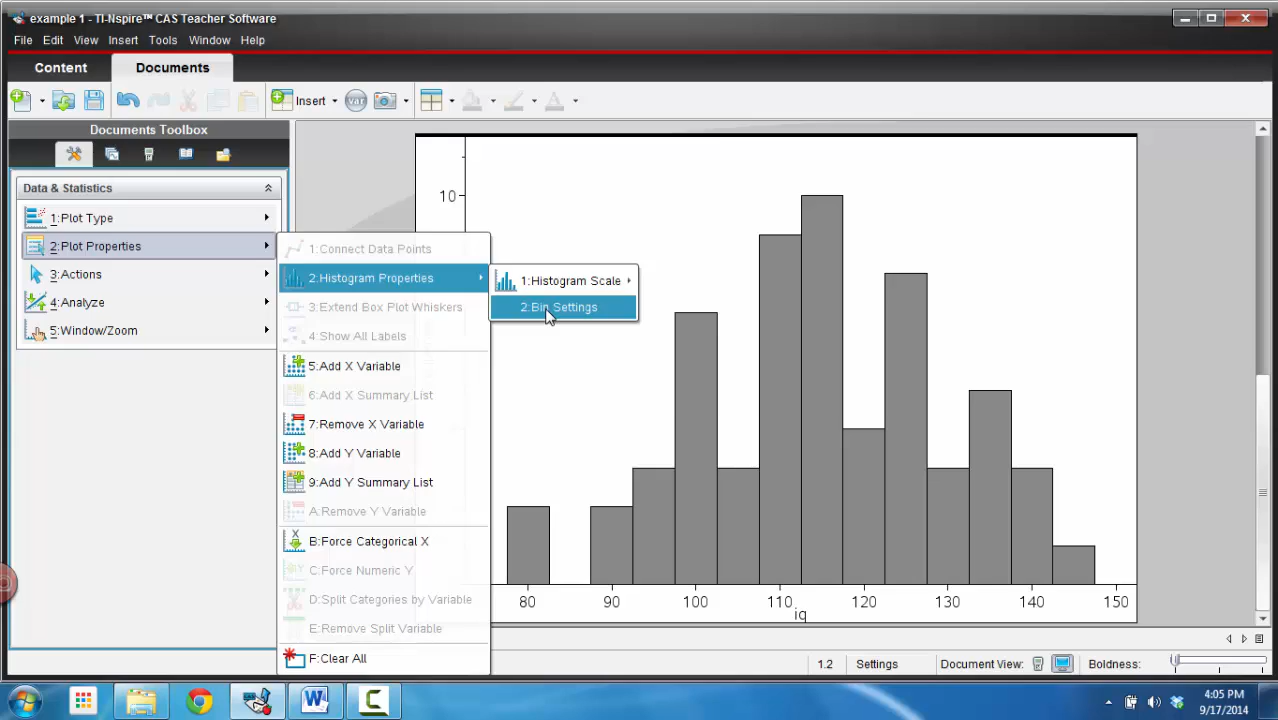 example 1 - TI-Nspire™ CAS Teacher Software
File Edit View Insert Tools Window Help
Content Documents
Insert var
Documents Toolbox
Data & Statistics
1:Plot Type
2:Plot Properties
3:Actions
4:Analyze
5:Window/Zoom
1:Connect Data Points
2:Histogram Properties
3:Extend Box Plot Whiskers
4:Show All Labels
5:Add X Variable
6:Add X Summary List
7:Remove X Variable
8:Add Y Variable
9:Add Y Summary List
A:Remove Y Variable
B:Force Categorical X
C:Force Numeric Y
D:Split Categories by Variable
E:Remove Split Variable
F:Clear All
1:Histogram Scale
2:Bin Settings
10
80 90 100 110 120 130 140 150
iq
1.2 Settings Document View: Boldness:
4:05 PM
9/17/2014